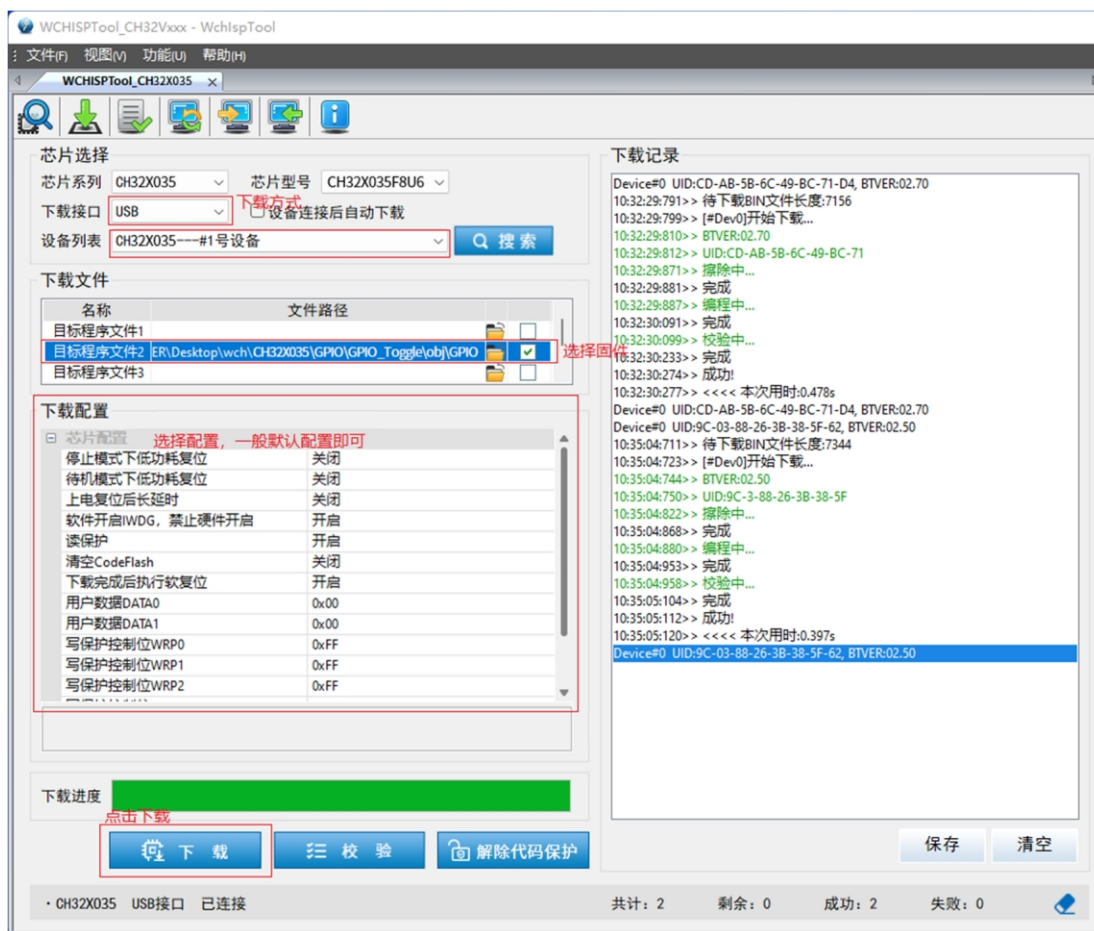 WCHISPTool_CH32Vxxx - WchIspTool
文件(F) 视图(V) 功能(U) 帮助(H)
WCHISPTool_CH32X035
芯片选择
芯片系列 CH32X035 芯片型号 CH32X035F8U6
下载接口 USB 下载方式 设备连接后自动下载
设备列表 CH32X035---#1号设备 搜索
下载文件
名称 文件路径
目标程序文件1
目标程序文件2 ER\Desktop\wch\CH32X035\GPIO\GPIO_Toggle\obj\GPIO 选择固件
目标程序文件3
下载配置
芯片配置 选择配置，一般默认配置即可
停止模式下低功耗复位 关闭
待机模式下低功耗复位 关闭
上电复位后长延时 关闭
软件开启IWDG，禁止硬件开启 开启
读保护 开启
清空CodeFlash 关闭
下载完成后执行软复位 开启
用户数据DATA0 0x00
用户数据DATA1 0x00
写保护控制位WRP0 0xFF
写保护控制位WRP1 0xFF
写保护控制位WRP2 0xFF
下载进度
点击下载
下载 校验 解除代码保护
下载记录
Device#0 UID:CD-AB-5B-6C-49-BC-71-D4, BTVER:02.70
10:32:29:791>> 待下载BIN文件长度:7156
10:32:29:799>> [#Dev0]开始下载...
10:32:29:810>> BTVER:02.70
10:32:29:812>> UID:CD-AB-5B-6C-49-BC-71
10:32:29:871>> 擦除中...
10:32:29:881>> 完成
10:32:29:887>> 编程中...
10:32:30:091>> 完成
10:32:30:099>> 校验中...
10:32:30:233>> 完成
10:32:30:274>> 成功!
10:32:30:277>> <<<< 本次用时:0.478s
Device#0 UID:CD-AB-5B-6C-49-BC-71-D4, BTVER:02.70
Device#0 UID:9C-03-88-26-3B-38-5F-62, BTVER:02.50
10:35:04:711>> 待下载BIN文件长度:7344
10:35:04:723>> [#Dev0]开始下载...
10:35:04:744>> BTVER:02.50
10:35:04:750>> UID:9C-3-88-26-3B-38-5F
10:35:04:822>> 擦除中...
10:35:04:868>> 完成
10:35:04:880>> 编程中...
10:35:04:953>> 完成
10:35:04:958>> 校验中...
10:35:05:104>> 完成
10:35:05:112>> 成功!
10:35:05:120>> <<<< 本次用时:0.397s
Device#0 UID:9C-03-88-26-3B-38-5F-62, BTVER:02.50
保存 清空
·CH32X035 USB接口 已连接 共计：2 剩余：0 成功：2 失败：0